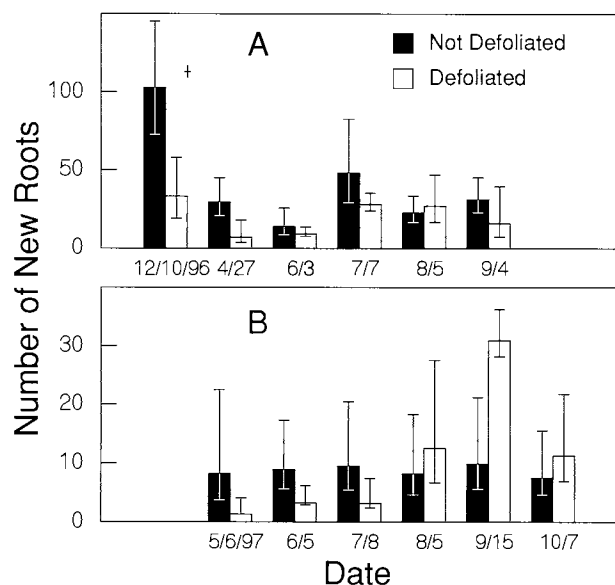 A
Not Defoliated
Defoliated
†
100
50
0
12/10/96 4/27 6/3 7/7 8/5 9/4
Number of New Roots
B
30
20
10
0
5/6/97 6/5 7/8 8/5 9/15 10/7
Date